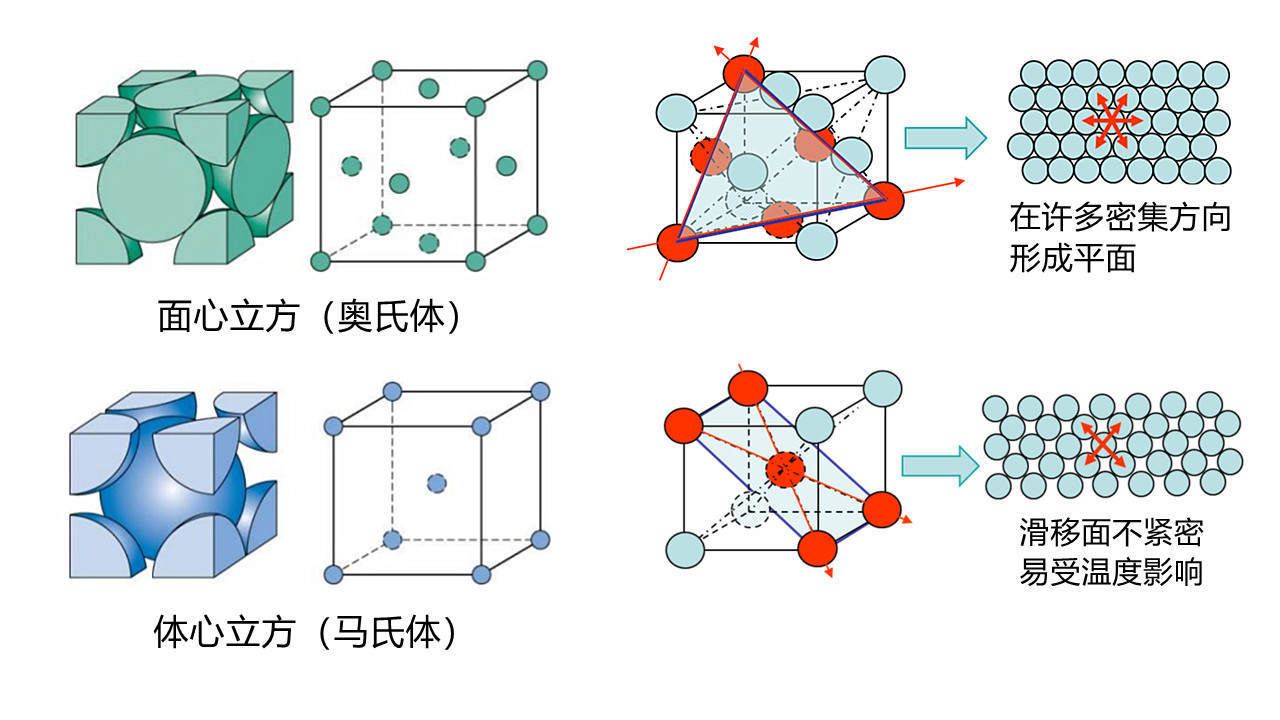 在许多密集方向
形成平面
面心立方（奥氏体）
滑移面不紧密
易受温度影响
体心立方（马氏体）